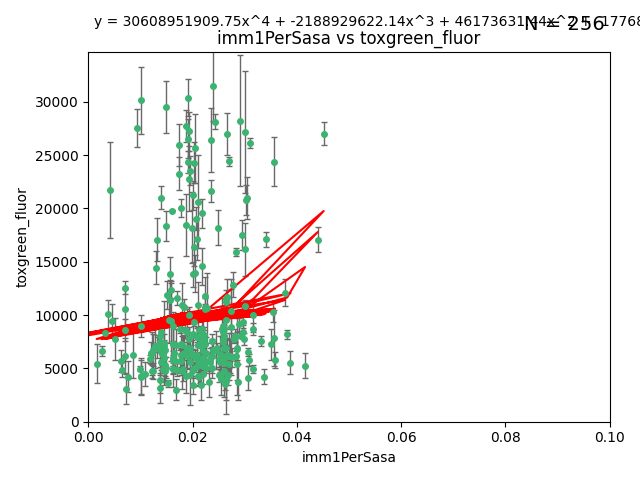 y = 30608951909.75x^4 + -2188929622.14x^3 +
N = 256
imm1PerSasa vs toxgreen_fluor
30000
25000
20000
15000
10000
5000
0
toxgreen_fluor
0.00 0.02 0.04 0.06 0.08 0.10
imm1PerSasa